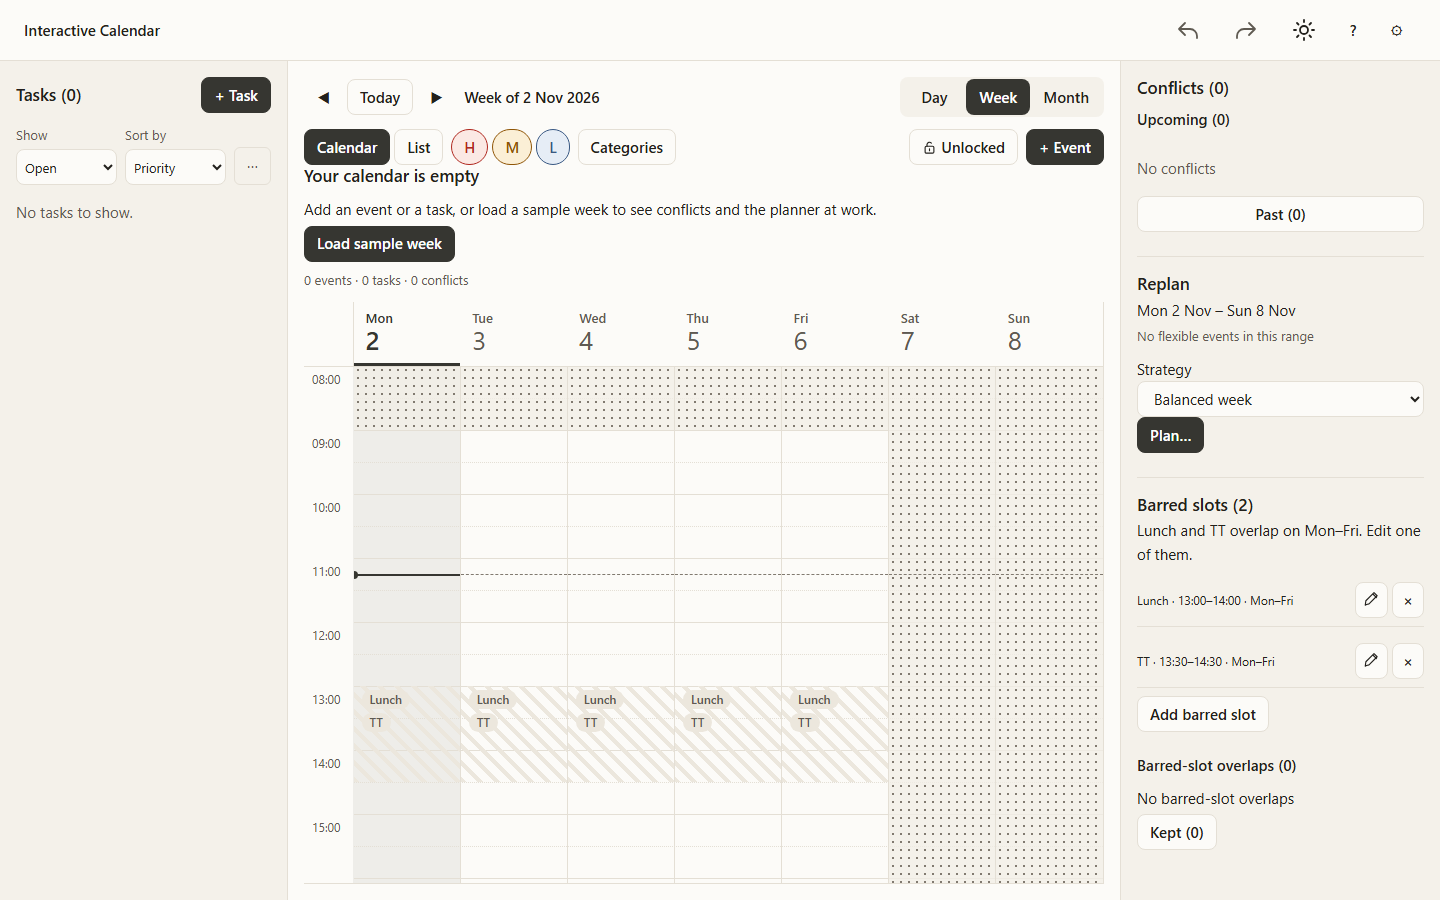 Interactive Calendar
?
Tasks (0)
+ Task
Show
Sort by
Open
Priority
...
No tasks to show.
Today
Week of 2 Nov 2026
Day
Week
Month
Calendar
List
H
M
L
Categories
Unlocked
+ Event
Your calendar is empty
Add an event or a task, or load a sample week to see conflicts and the planner at work.
Load sample week
0 events · 0 tasks · 0 conflicts
Mon
2
Tue
3
Wed
4
Thu
5
Fri
6
Sat
7
Sun
8
08:00
09:00
10:00
11:00
12:00
13:00
14:00
15:00
Lunch
TT
Lunch
TT
Lunch
TT
Lunch
TT
Lunch
TT
Conflicts (0)
Upcoming (0)
No conflicts
Past (0)
Replan
Mon 2 Nov – Sun 8 Nov
No flexible events in this range
Strategy
Balanced week
Plan...
Barred slots (2)
Lunch and TT overlap on Mon–Fri. Edit one
of them.
Lunch · 13:00–14:00 · Mon–Fri
×
TT · 13:30–14:30 · Mon–Fri
×
Add barred slot
Barred-slot overlaps (0)
No barred-slot overlaps
Kept (0)